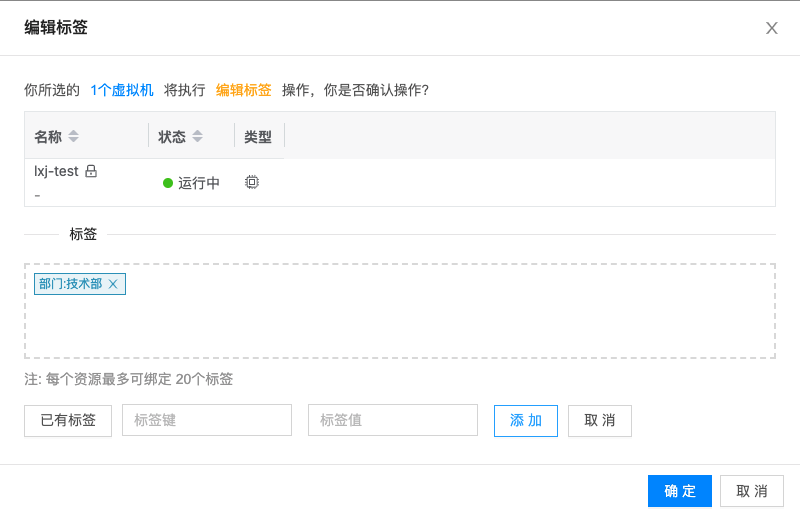 编辑标签
你所选的 1个虚拟机 将执行 编辑标签 操作，你是否确认操作?
名称 状态 类型
lxj-test 运行中
-
标签
部门:技术部
注: 每个资源最多可绑定 20个标签
已有标签 标签键 标签值 添 加 取 消
确 定 取 消